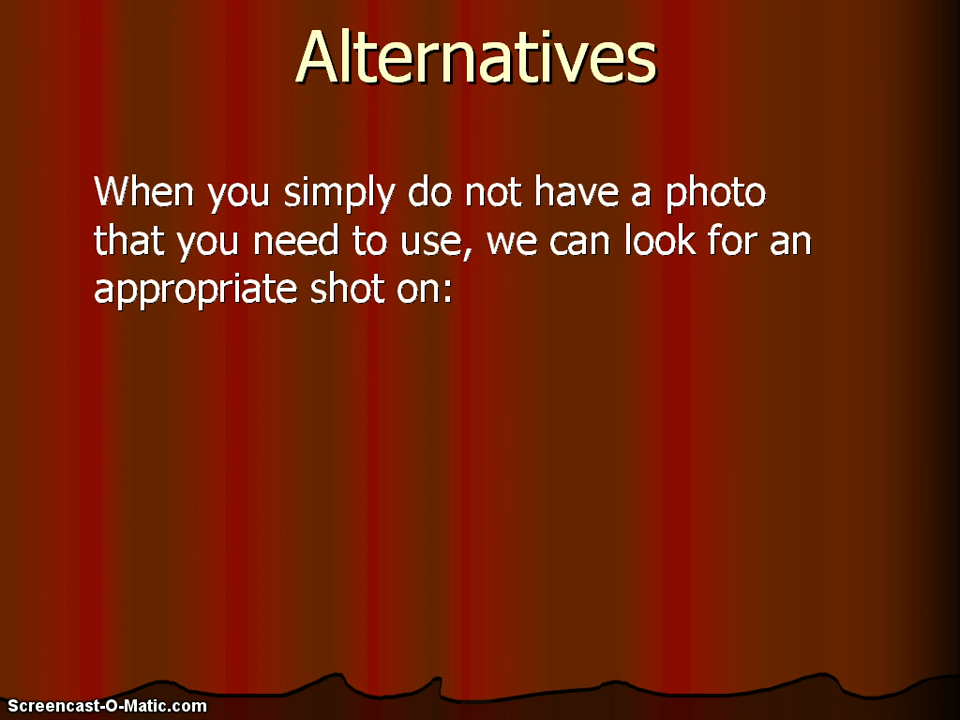 Alternatives
When you simply do not have a photo
that you need to use, we can look for an
appropriate shot on:
Screencast-O-Matic.com